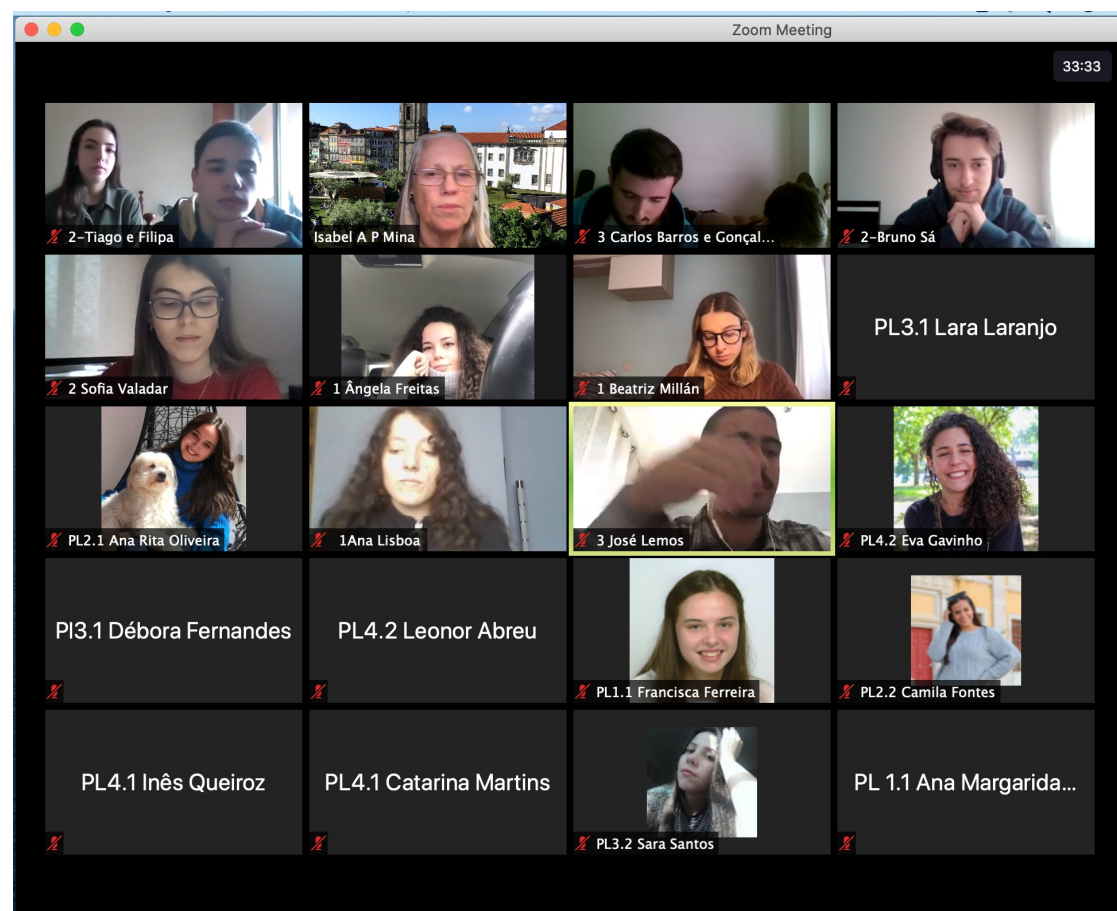 Zoom Meeting
33:33
2-Tiago e Filipa
Isabel A P Mina
3 Carlos Barros e Gonçal...
2-Bruno Sá
2 Sofia Valadar
1 Ângela Freitas
1 Beatriz Millán
PL3.1 Lara Laranjo
PL2.1 Ana Rita Oliveira
1Ana Lisboa
3 José Lemos
PL4.2 Eva Gavinho
Pl3.1 Débora Fernandes
PL4.2 Leonor Abreu
PL1.1 Francisca Ferreira
PL2.2 Camila Fontes
PL4.1 Inês Queiroz
PL4.1 Catarina Martins
PL3.2 Sara Santos
PL 1.1 Ana Margarida...